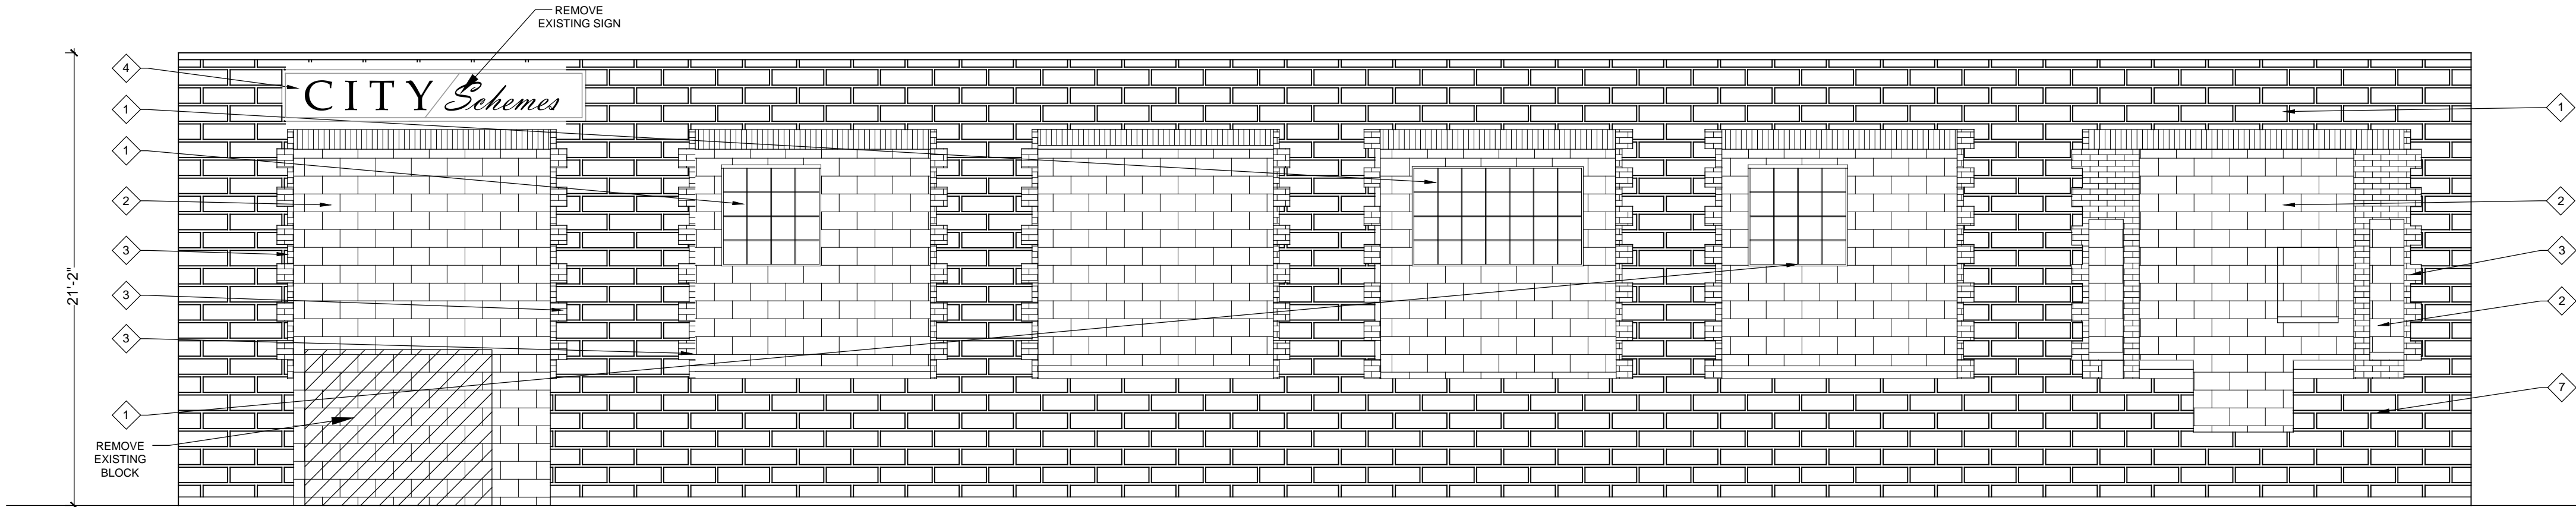 REMOVE
EXISTING SIGN
4
CITY/Schemes
1
1
1
2
2
3
3
21'-2"
3
2
3
1
7
REMOVE
EXISTING
BLOCK